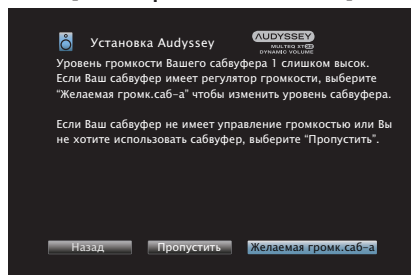 Установка Audyssey
AUDYSSEY
MULTEQ XT32
DYNAMIC VOLUME
Уровень громкости Вашего сабвуфера 1 слишком высок.
Если Ваш сабвуфер имеет регулятор громкости, выберите
“Желаемая громк.саб-а” чтобы изменить уровень сабвуфера.
Если Ваш сабвуфер не имеет управление громкостью или Вы
не хотите использовать сабвуфер, выберите “Пропустить”.
Назад
Пропустить
Желаемая громк.саб-а